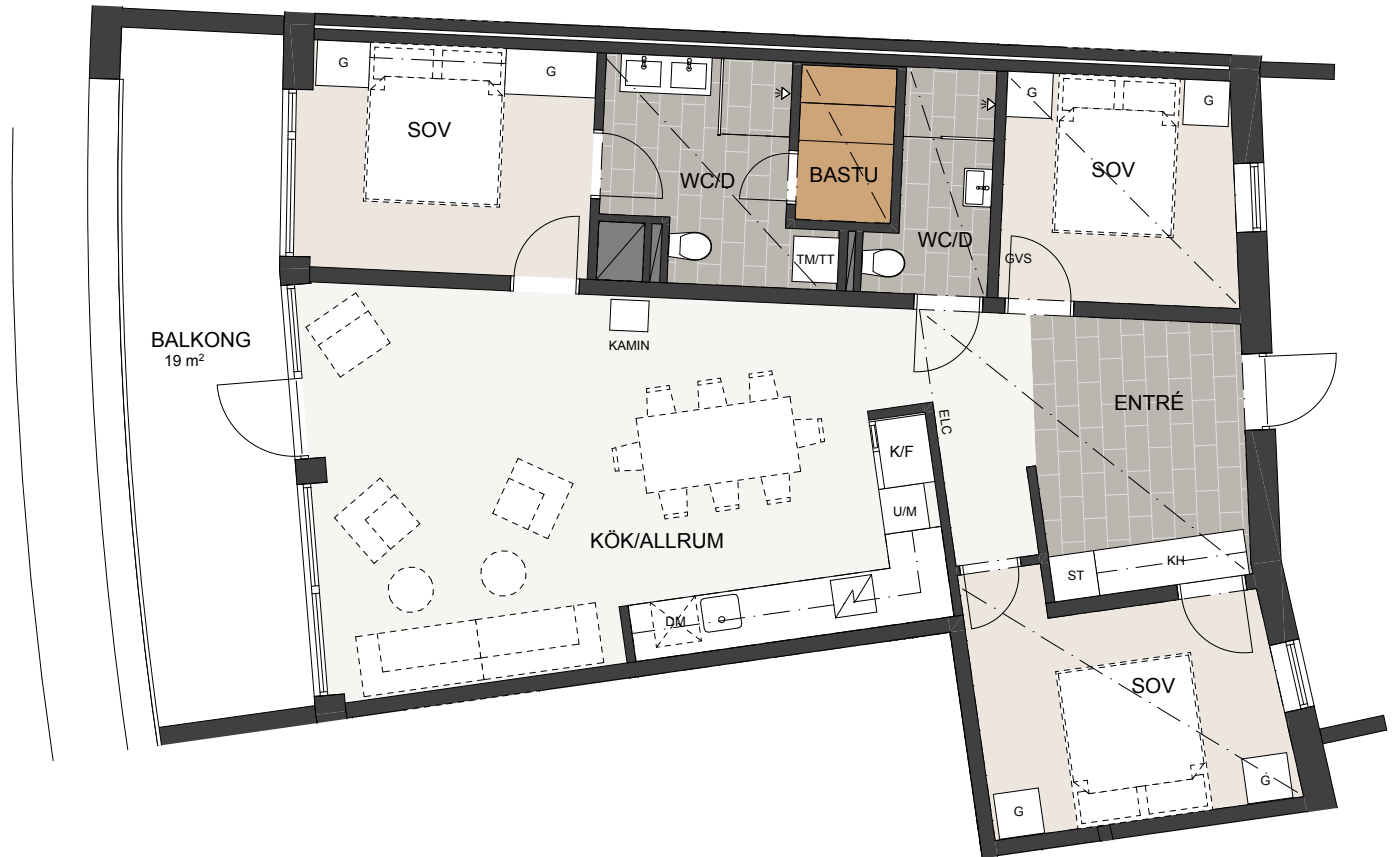 G
G
SOV
WC/D
BASTU
WC/D
TM/TT
G
G
SOV
GVS
BALKONG
19 m²
KAMIN
ENTRÉ
ELC
K/F
U/M
KÖK/ALLRUM
DM
ST
KH
SOV
G
G